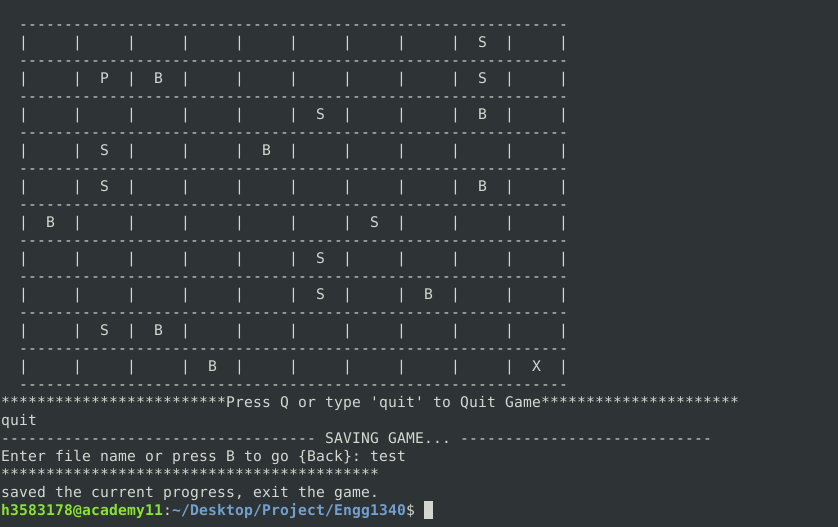 -------------------------------------------------------------
  |     |     |     |     |     |     |     |     |  S  |     |
  -------------------------------------------------------------
  |     |  P  |  B  |     |     |     |     |     |  S  |     |
  -------------------------------------------------------------
  |     |     |     |     |     |  S  |     |     |  B  |     |
  -------------------------------------------------------------
  |     |  S  |     |     |  B  |     |     |     |     |     |
  -------------------------------------------------------------
  |     |  S  |     |     |     |     |     |     |  B  |     |
  -------------------------------------------------------------
  |  B  |     |     |     |     |     |  S  |     |     |     |
  -------------------------------------------------------------
  |     |     |     |     |     |  S  |     |     |     |     |
  -------------------------------------------------------------
  |     |     |     |     |     |  S  |     |  B  |     |     |
  -------------------------------------------------------------
  |     |  S  |  B  |     |     |     |     |     |     |     |
  -------------------------------------------------------------
  |     |     |     |  B  |     |     |     |     |     |  X  |
  -------------------------------------------------------------
*************************Press Q or type 'quit' to Quit Game**********************
quit
----------------------------------- SAVING GAME... ----------------------------
Enter file name or press B to go {Back}: test
******************************************
saved the current progress, exit the game.
h3583178@academy11:~/Desktop/Project/Engg1340$